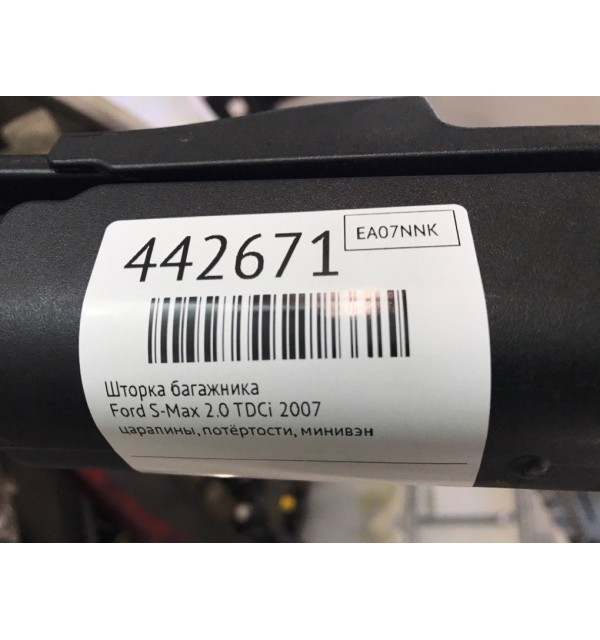 442671
EA07NNK
Шторка багажника
Ford S-Max 2.0 TDCi 2007
царапины, потёртости, минивэн